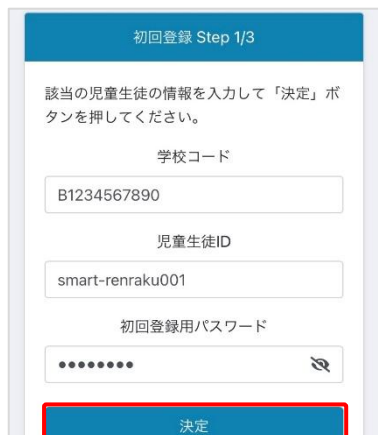 初回登録 Step 1/3
該当の児童生徒の情報を入力して「決定」ボ
タンを押してください。
学校コード
B1234567890
児童生徒ID
smart-renraku001
初回登録用パスワード
••••••••
決定